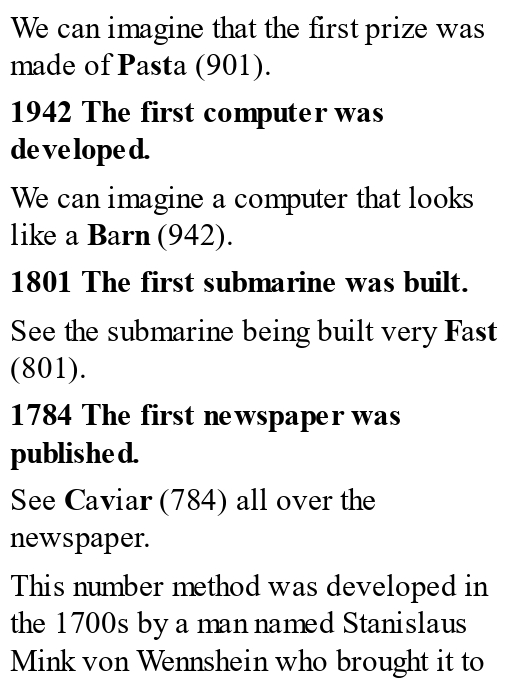 We can imagine that the first prize was
made of Pasta (901).
1942 The first computer was
developed.
We can imagine a computer that looks
like a Barn (942).
1801 The first submarine was built.
See the submarine being built very Fast
(801).
1784 The first newspaper was
published.
See Caviar (784) all over the
newspaper.
This number method was developed in
the 1700s by a man named Stanislaus
Mink von Wennshein who brought it to